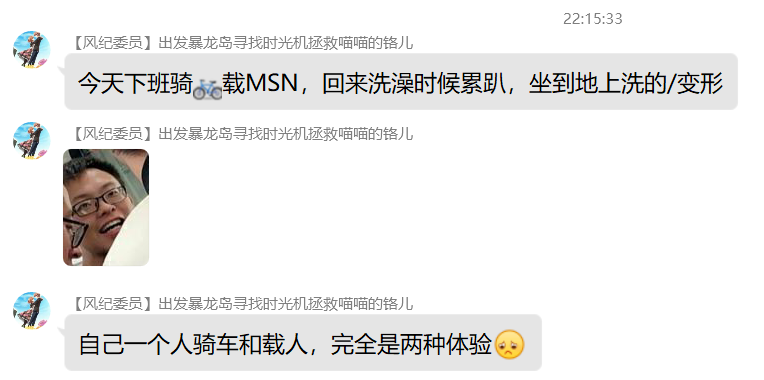 22:15:33
【风纪委员】出发暴龙岛寻找时光机拯救喵喵的铬儿
今天下班骑🚲载MSN，回来洗澡时候累趴，坐到地上洗的/变形
【风纪委员】出发暴龙岛寻找时光机拯救喵喵的铬儿
【风纪委员】出发暴龙岛寻找时光机拯救喵喵的铬儿
自己一个人骑车和载人，完全是两种体验😞